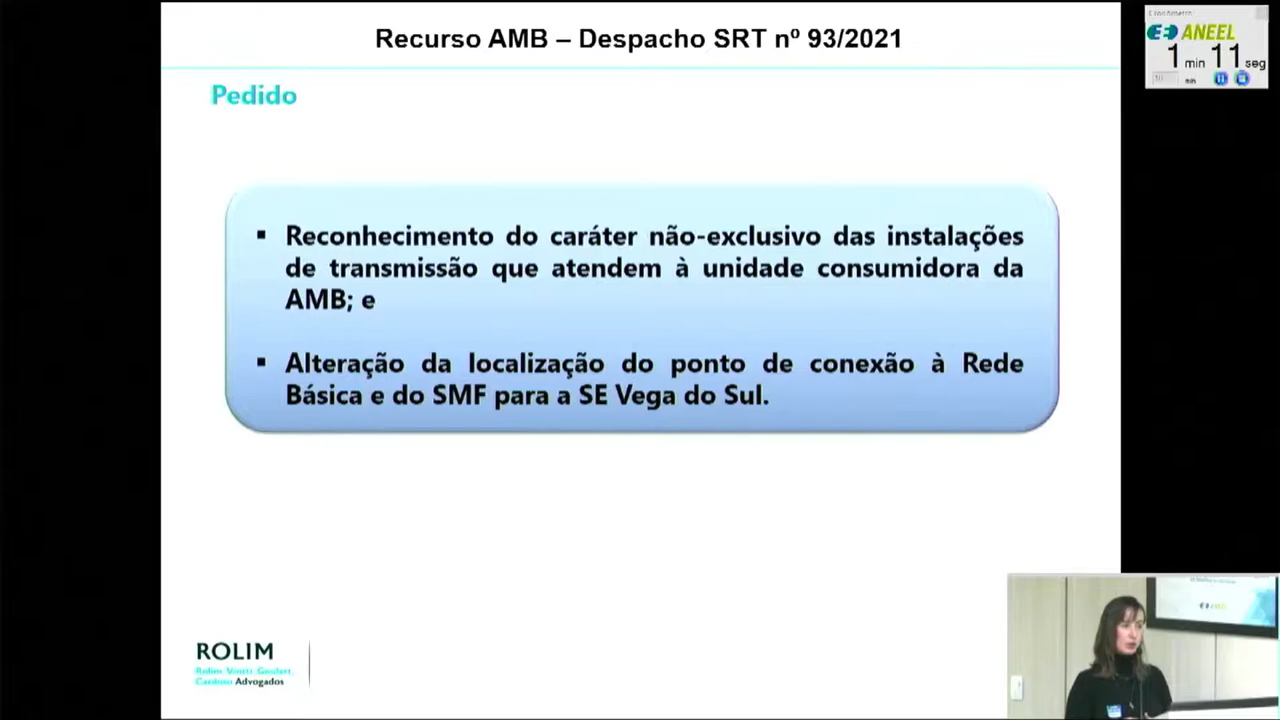 Recurso AMB – Despacho SRT nº 93/2021
ANEEL
1 min 11 seg
10 min
Pedido
▪ Reconhecimento do caráter não-exclusivo das instalações
de transmissão que atendem à unidade consumidora da
AMB; e
▪ Alteração da localização do ponto de conexão à Rede
Básica e do SMF para a SE Vega do Sul.
ROLIM
Rolim Viotti Goulart
Cardoso Advogados